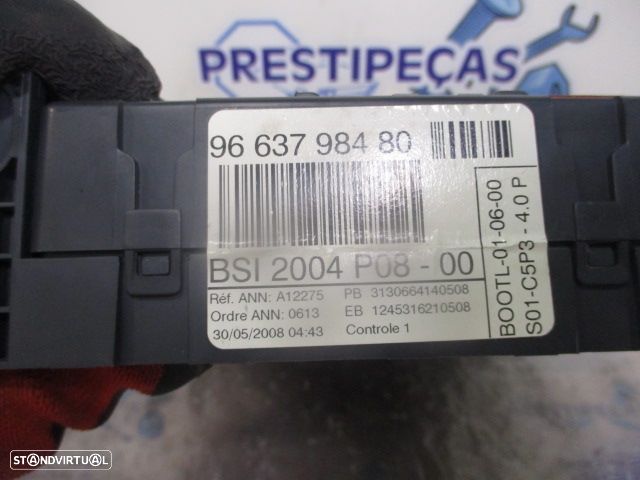 PRESTIPEÇAS
96 637 984 80
BSI 2004 P08 - 00
Réf. ANN: A12275 PB 3130664140508
Ordre ANN: 0613 EB 1245316210508
30/05/2008 04:43 Controle 1
BOOTL-01-06-00
S01-C5P3 - 4.0 P
STANDVIRTUAL